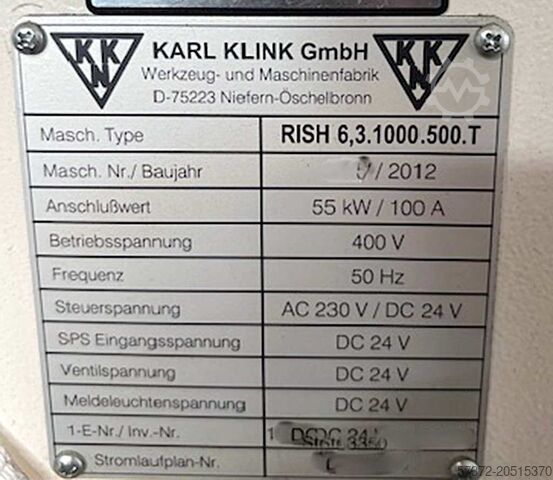 KKN KARL KLINK GmbH KKN
Werkzeug- und Maschinenfabrik
D-75223 Niefern-Öschelbronn
Masch. Type RISH 6,3.1000.500.T
Masch. Nr./ Baujahr / 2012
Anschlußwert 55 kW / 100 A
Betriebsspannung 400 V
Frequenz 50 Hz
Steuerspannung AC 230 V / DC 24 V
SPS Eingangsspannung DC 24 V
Ventilspannung DC 24 V
Meldeleuchtenspannung DC 24 V
1-E-Nr./ Inv.-Nr.
Stromlaufplan-Nr.
57672-20515370